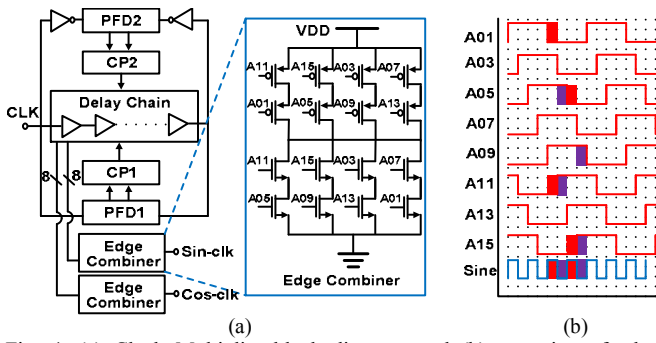 PFD2
CP2
CLK
Delay Chain
8
8
CP1
PFD1
Edge
Combiner
Sin-clk
Edge
Combiner
Cos-clk
VDD
A11
A15
A03
A07
A01
A05
A09
A13
A11
A15
A03
A07
A05
A09
A13
A01
Edge Combiner
(a)
A01
A03
A05
A07
A09
A11
A13
A15
Sine
(b)